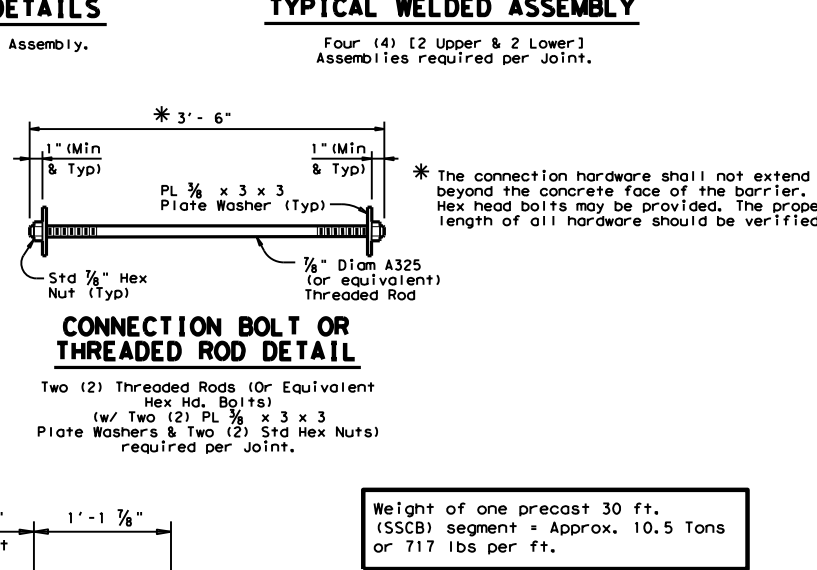 DETAILS
TYPICAL WELDED ASSEMBLY
Assembly.
Four (4) [2 Upper & 2 Lower]
Assemblies required per Joint.
* 3'- 6"
1"(Min
& Typ)
1"(Min
& Typ)
PL ⅜ x 3 x 3
Plate Washer (Typ)
* The connection hardware shall not extend
beyond the concrete face of the barrier.
Hex head bolts may be provided. The
length of all hardware should be verified
Std ⅞" Hex
Nut (Typ)
⅞" Diam A325
(or equivalent)
Threaded Rod
CONNECTION BOLT OR
THREADED ROD DETAIL
Two (2) Threaded Rods (Or Equivalent
Hex Hd. Bolts)
(w/ Two (2) PL ⅜ x 3 x 3
Plate Washers & Two (2) Std Hex Nuts)
required per Joint.
1'-1 ⅞"
Weight of one precast 30 ft.
(SSCB) segment = Approx. 10.5 Tons
or 717 lbs per ft.